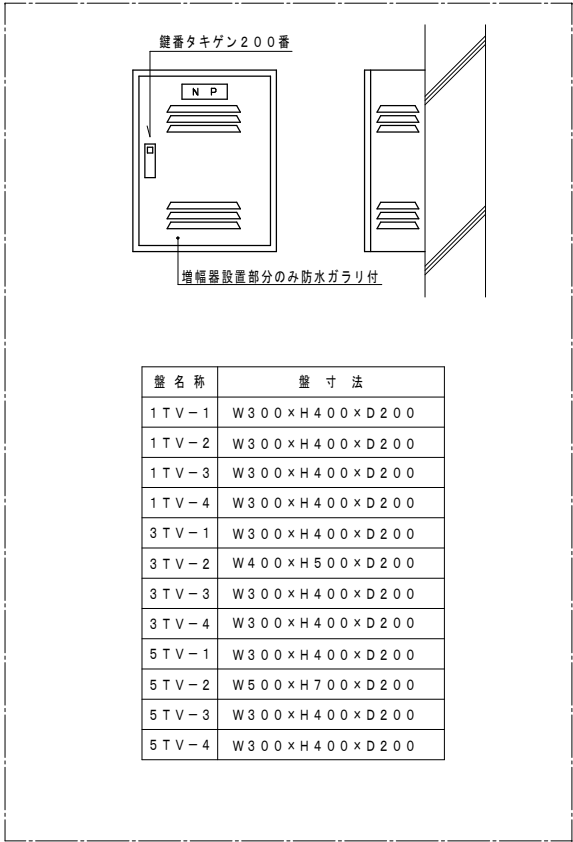 鍵番タキゲン２００番
ＮＰ
増幅器設置部分のみ防水ガラリ付
盤名称 盤寸法
１ＴＶ－１ Ｗ３００×Ｈ４００×Ｄ２００
１ＴＶ－２ Ｗ３００×Ｈ４００×Ｄ２００
１ＴＶ－３ Ｗ３００×Ｈ４００×Ｄ２００
１ＴＶ－４ Ｗ３００×Ｈ４００×Ｄ２００
３ＴＶ－１ Ｗ３００×Ｈ４００×Ｄ２００
３ＴＶ－２ Ｗ４００×Ｈ５００×Ｄ２００
３ＴＶ－３ Ｗ３００×Ｈ４００×Ｄ２００
３ＴＶ－４ Ｗ３００×Ｈ４００×Ｄ２００
５ＴＶ－１ Ｗ３００×Ｈ４００×Ｄ２００
５ＴＶ－２ Ｗ５００×Ｈ７００×Ｄ２００
５ＴＶ－３ Ｗ３００×Ｈ４００×Ｄ２００
５ＴＶ－４ Ｗ３００×Ｈ４００×Ｄ２００